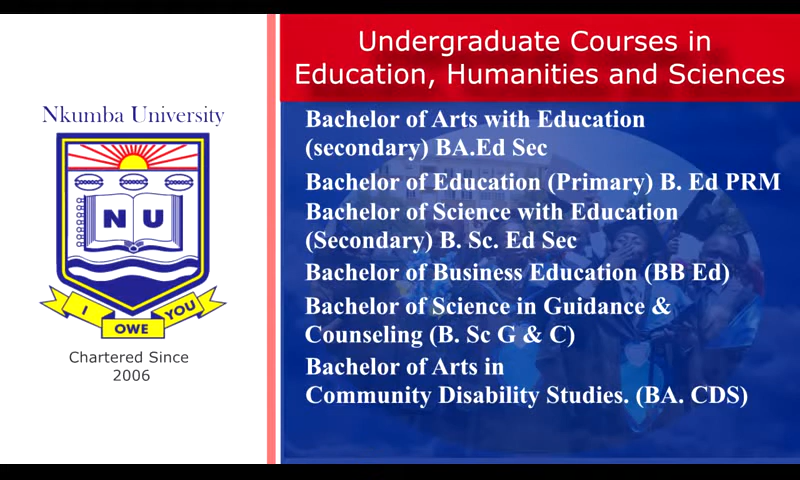 Nkumba University
N U
I OWE YOU
Chartered Since
2006
Undergraduate Courses in
Education, Humanities and Sciences
Bachelor of Arts with Education
(secondary) BA.Ed Sec
Bachelor of Education (Primary) B. Ed PRM
Bachelor of Science with Education
(Secondary) B. Sc. Ed Sec
Bachelor of Business Education (BB Ed)
Bachelor of Science in Guidance &
Counseling (B. Sc G & C)
Bachelor of Arts in
Community Disability Studies. (BA. CDS)